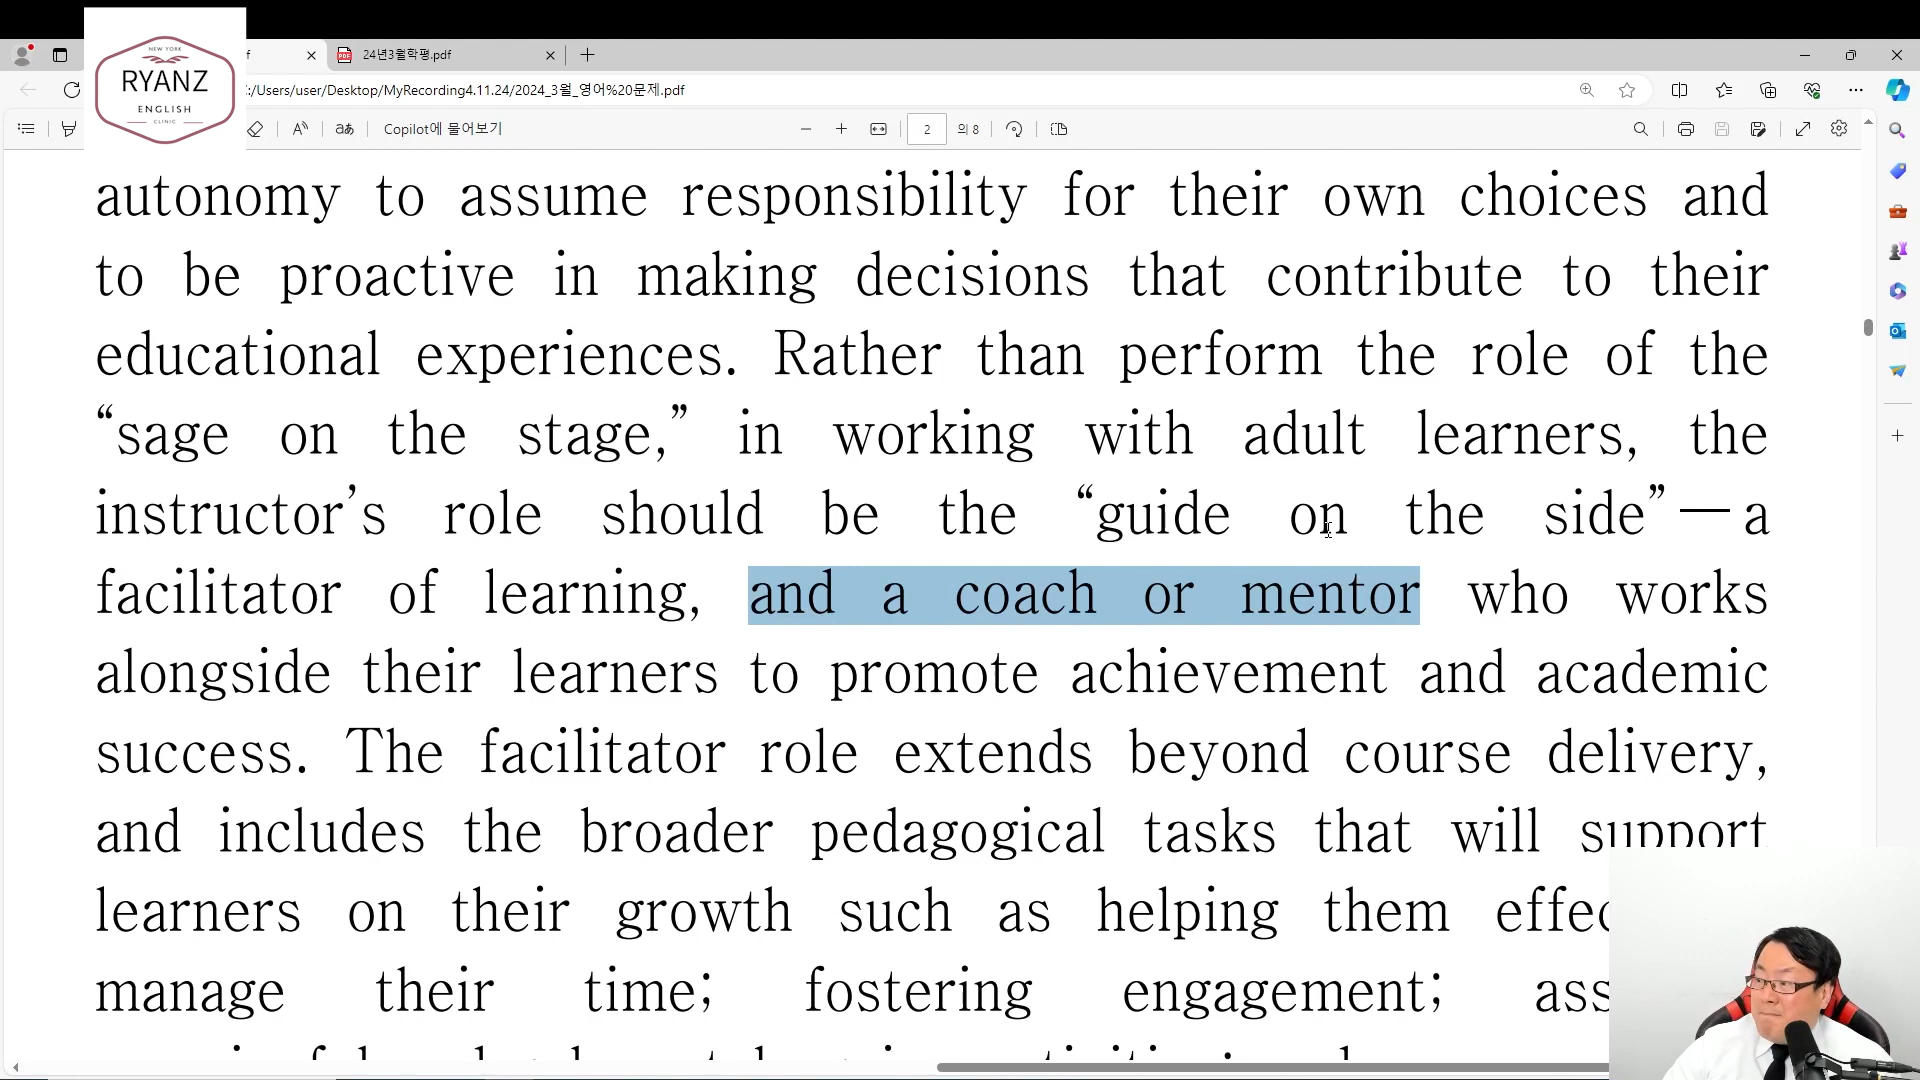 NEW YORK
RYANZ
ENGLISH
CLINIC
f
24년3월학평.pdf
:/Users/user/Desktop/MyRecording4.11.24/2024_3월_영어%20문제.pdf
Copilot에 물어보기
2
의 8
autonomy to assume responsibility for their own choices and
to be proactive in making decisions that contribute to their
educational experiences. Rather than perform the role of the
“sage on the stage,” in working with adult learners, the
instructor’s role should be the “guide on the side”—a
facilitator of learning, and a coach or mentor who works
alongside their learners to promote achievement and academic
success. The facilitator role extends beyond course delivery,
and includes the broader pedagogical tasks that will support
learners on their growth such as helping them effec
manage their time; fostering engagement; ass